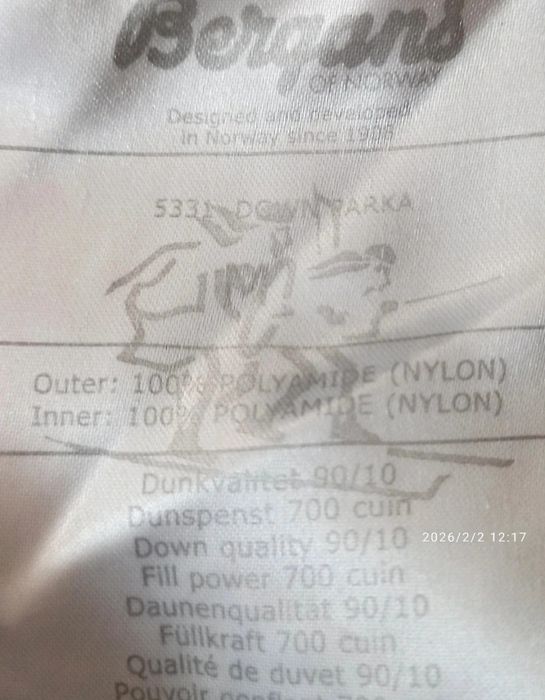 Bergans
OF NORWAY
Designed and developed
in Norway since 1908
5331 DOWN PARKA
Outer: 100% POLYAMIDE (NYLON)
Inner: 100% POLYAMIDE (NYLON)
Dunkvalitet 90/10
Dunspenst 700 cuin
Down quality 90/10
2026/2/2 12:17
Fill power 700 cuin
Daunenqualität 90/10
Füllkraft 700 cuin
Qualité de duvet 90/10
Pouvoir